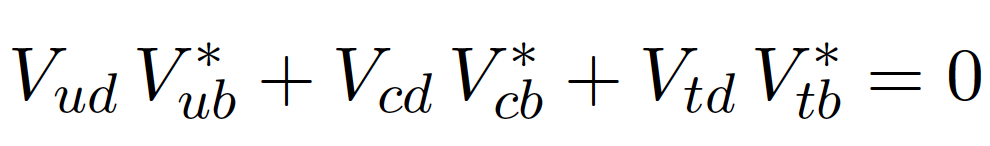 $V_{ud} V_{ub}^{*} + V_{cd} V_{cb}^{*} + V_{td} V_{tb}^{*} = 0$